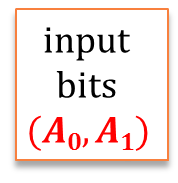 input
bits
(A₀, A₁)